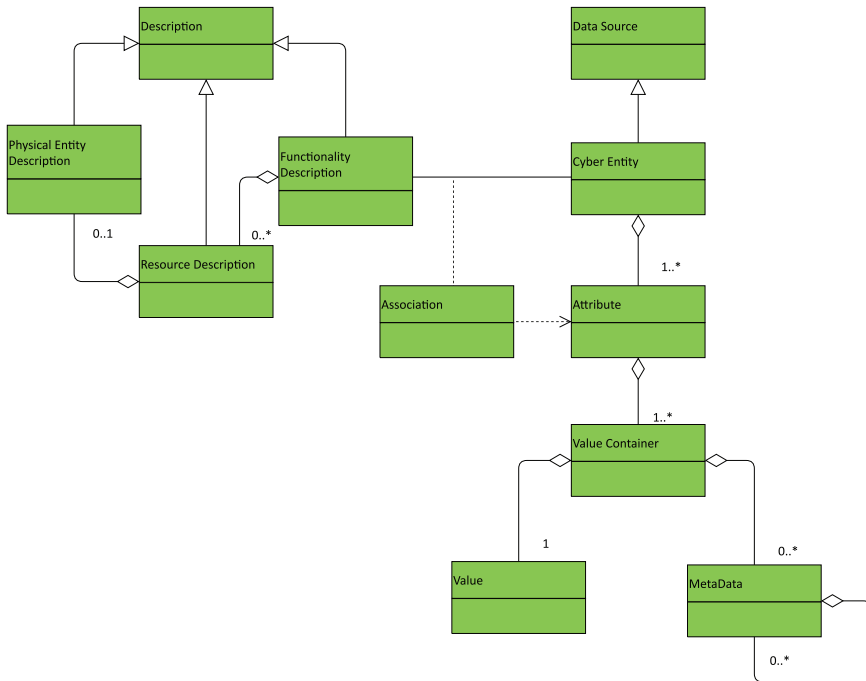 Description
Data Source
Physical Entity
Description
Functionality
Description
Cyber Entity
0..1
0..*
Resource Description
1..*
Association
Attribute
1..*
Value Container
1
0..*
Value
MetaData
0..*